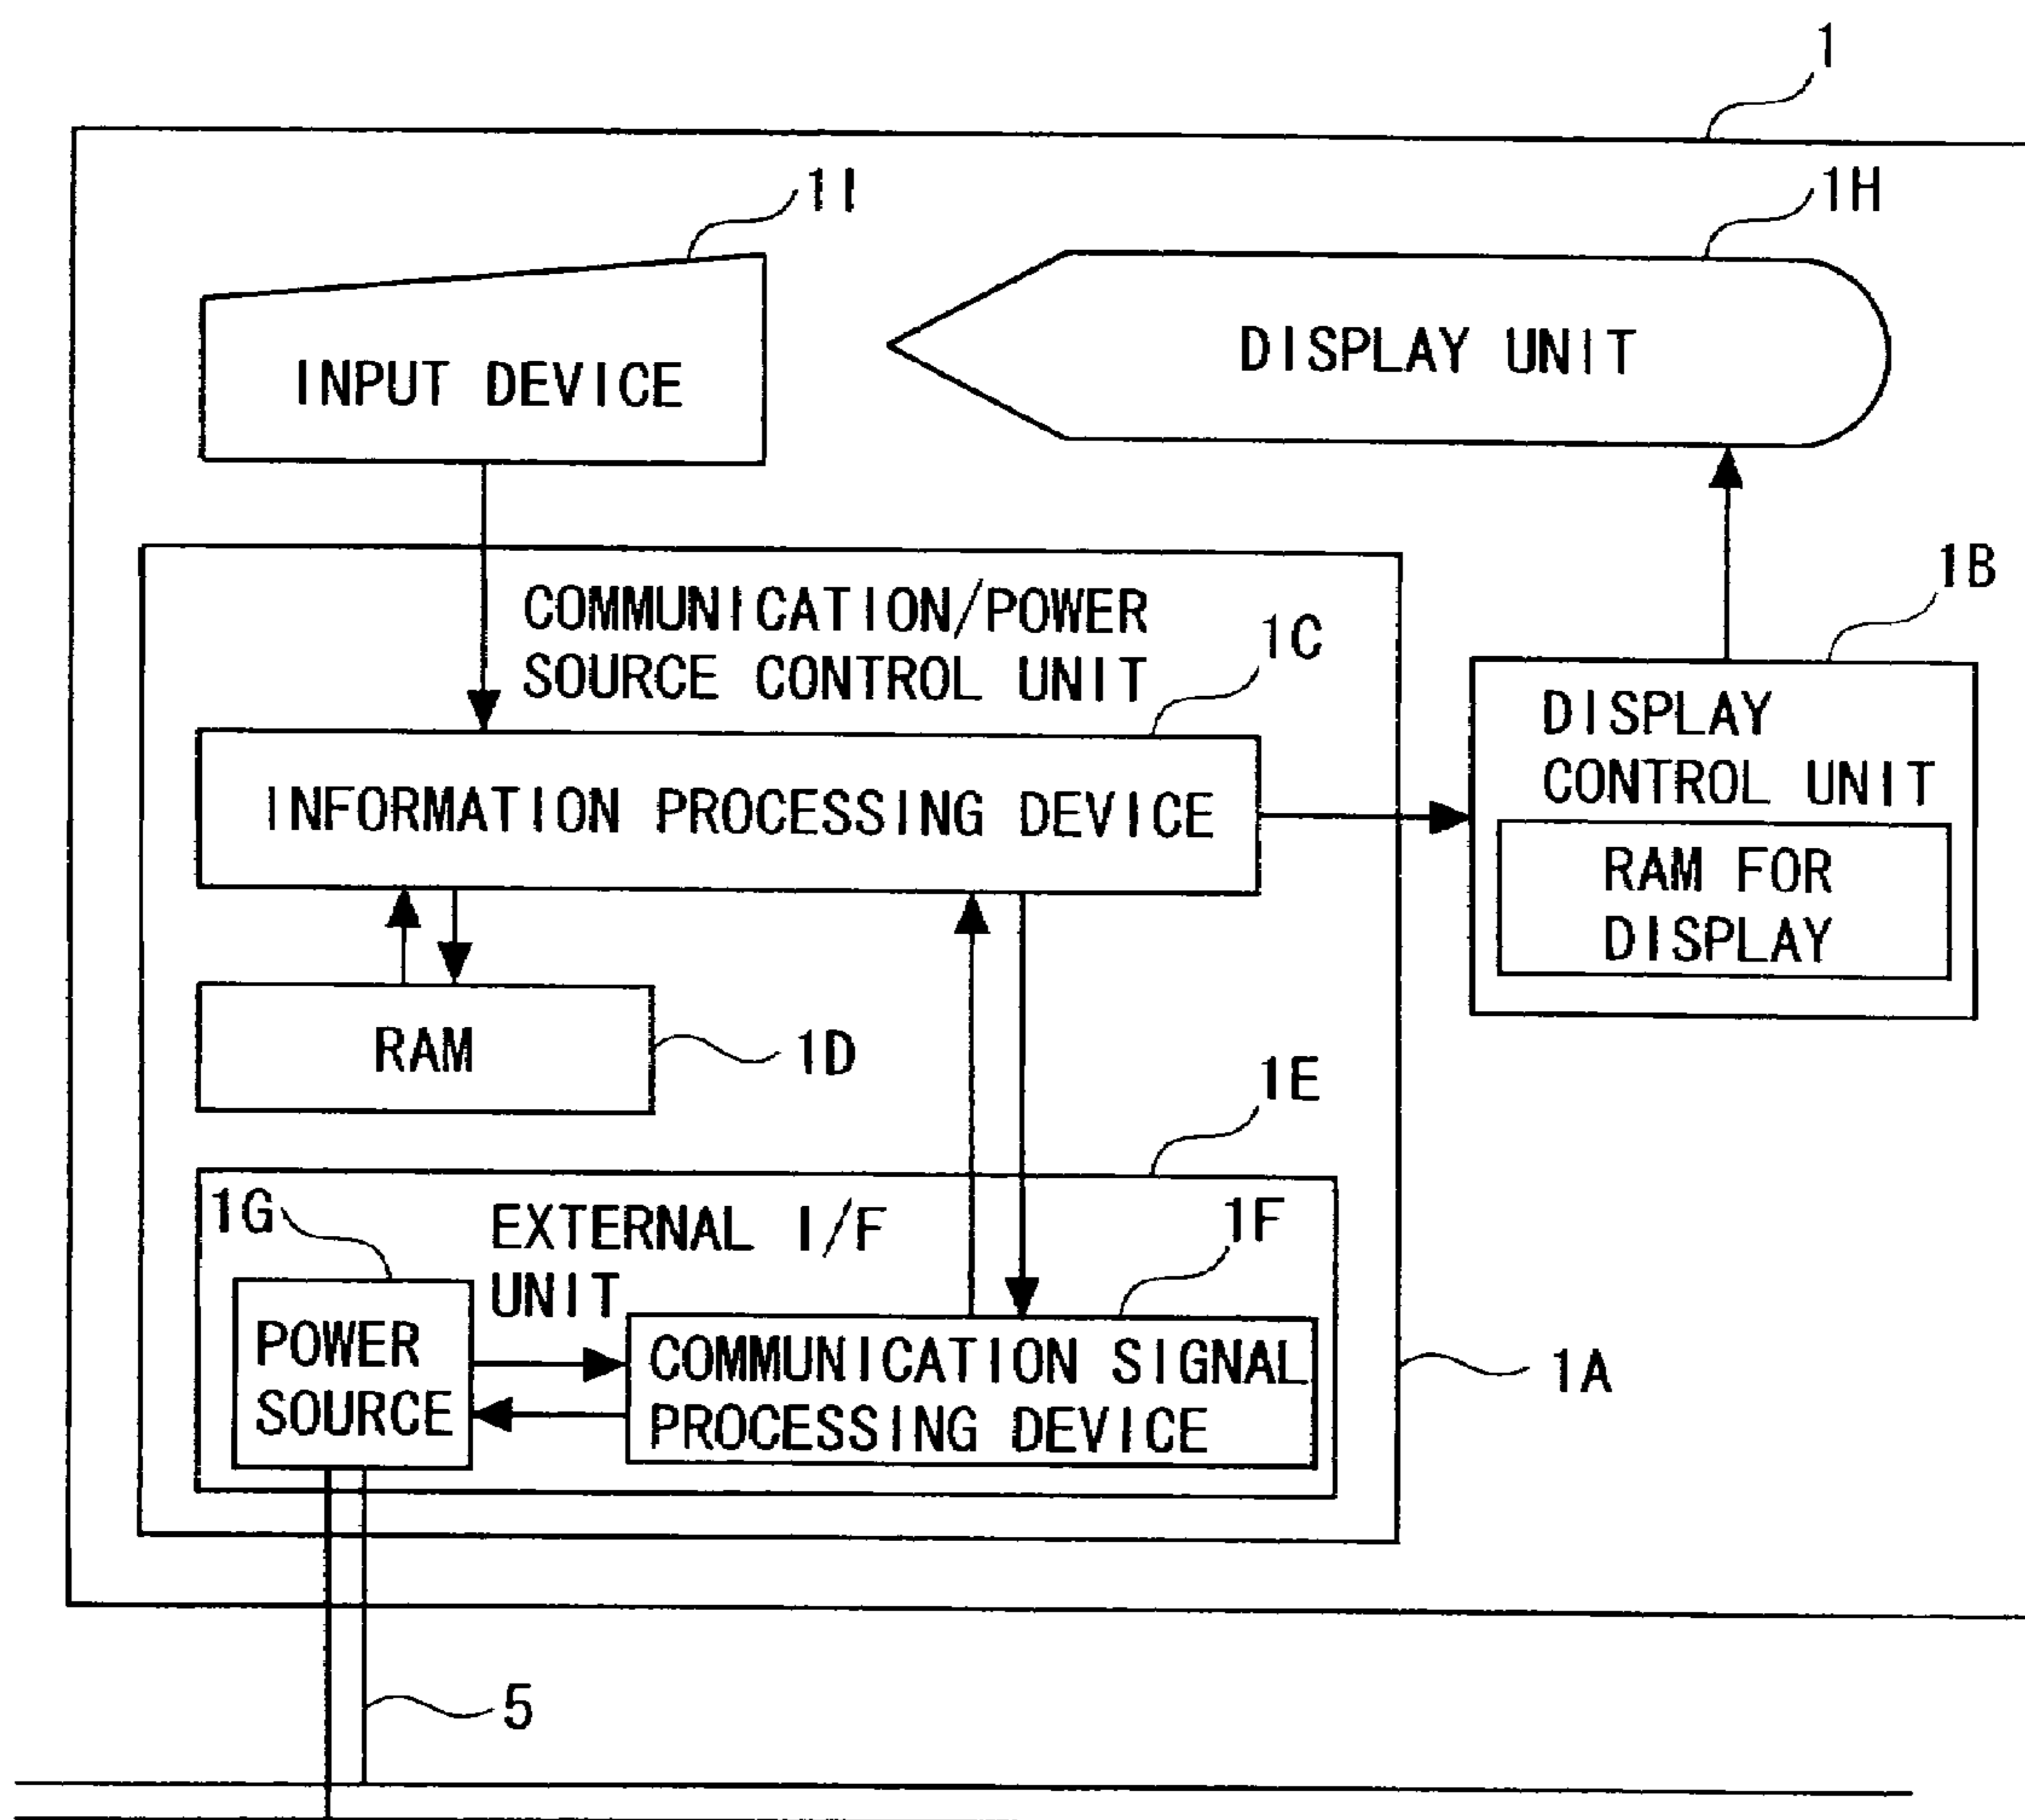 1
1I
1H
INPUT DEVICE
DISPLAY UNIT
1B
COMMUNICATION/POWER
SOURCE CONTROL UNIT
1C
DISPLAY
CONTROL UNIT
INFORMATION PROCESSING DEVICE
RAM FOR
DISPLAY
RAM
1D
1E
1G
EXTERNAL I/F
UNIT
1F
POWER
SOURCE
COMMUNICATION SIGNAL
PROCESSING DEVICE
1A
5